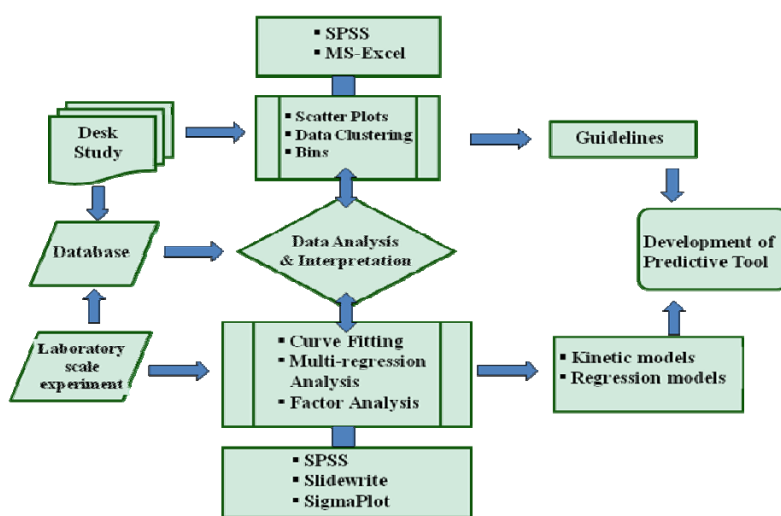 ▪ SPSS
▪ MS-Excel
Desk
Study
▪ Scatter Plots
▪ Data Clustering
▪ Bins
Guidelines
Database
Data Analysis
& Interpretation
Development of
Predictive Tool
Laboratory
scale
experiment
▪ Curve Fitting
▪ Multi-regression
Analysis
▪ Factor Analysis
▪ Kinetic models
▪ Regression models
▪ SPSS
▪ Slidewrite
▪ SigmaPlot